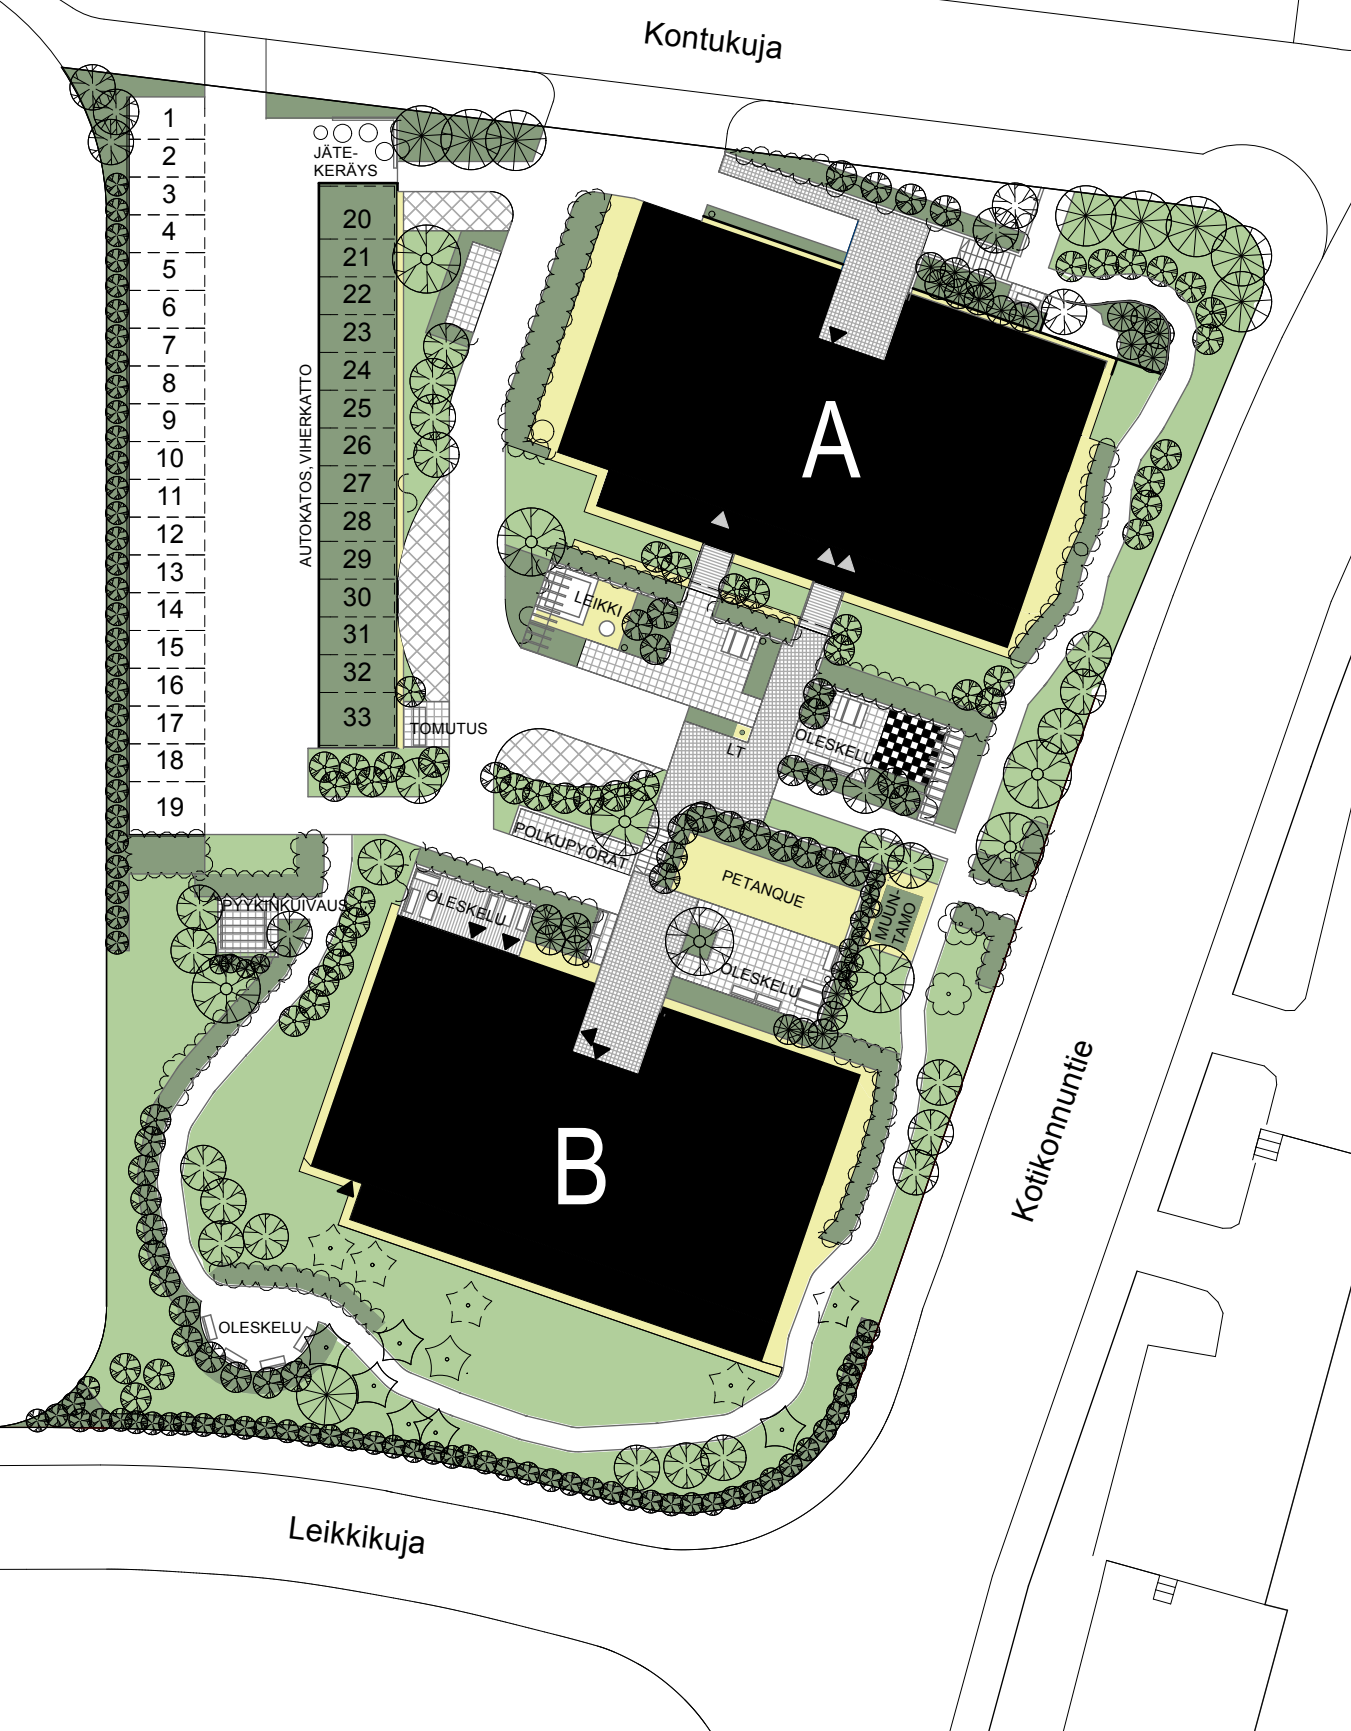 Kontukuja
1
2
3
4
5
6
7
8
9
10
11
12
13
14
15
16
17
18
19
JÄTE-
KERÄYS
20
21
22
23
24
25
26
27
28
29
30
31
32
33
AUTOKATOS, VIHERKATTO
TOMUTUS
A
LEIKKI
OLESKELU
LT
POLKUPYÖRÄT
PETANQUE
MUUN-
TAMO
OLESKELU
OLESKELU
PYYKINKUIVAUS
B
OLESKELU
Kotikonnuntie
Leikkikuja